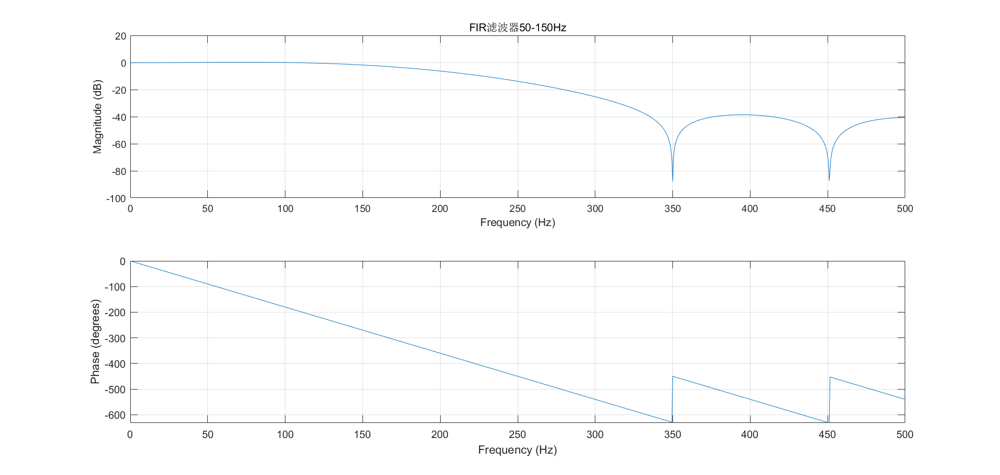 FIR滤波器50-150Hz
20
0
-20
-40
-60
-80
-100
Magnitude (dB)
0 50 100 150 200 250 300 350 400 450 500
Frequency (Hz)
0
-100
-200
-300
-400
-500
-600
Phase (degrees)
0 50 100 150 200 250 300 350 400 450 500
Frequency (Hz)